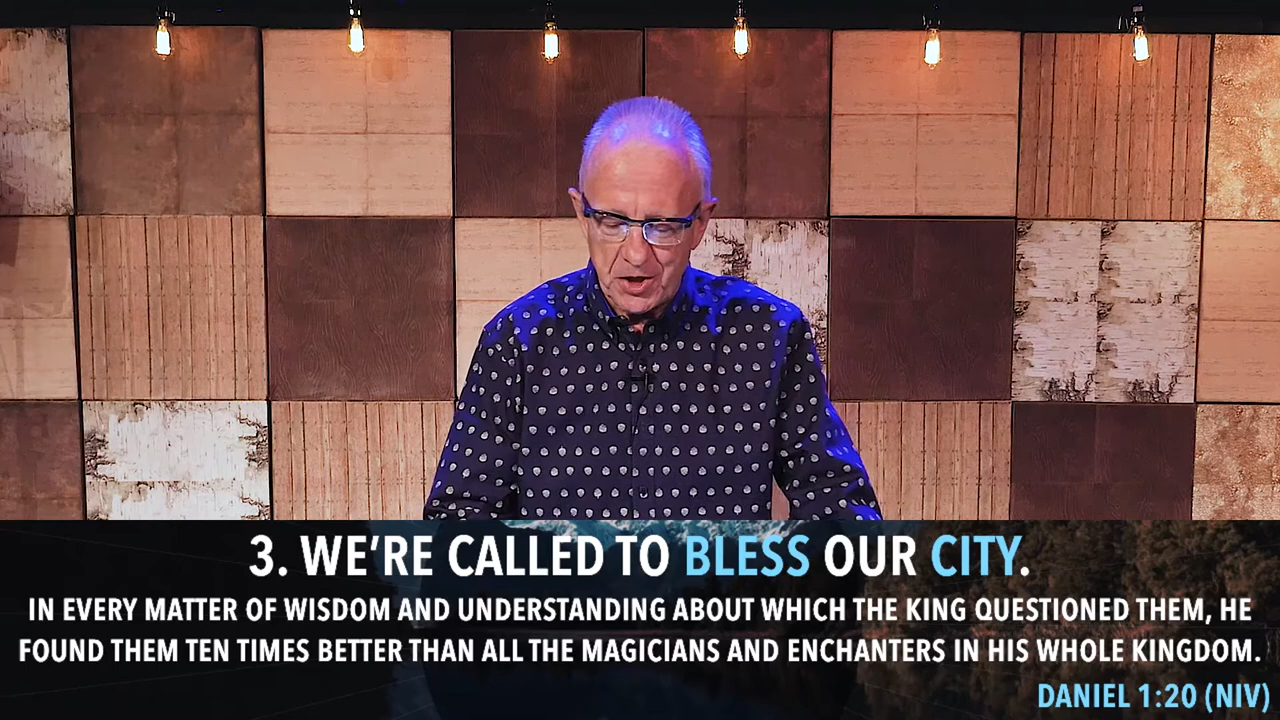 3. WE’RE CALLED TO BLESS OUR CITY.
IN EVERY MATTER OF WISDOM AND UNDERSTANDING ABOUT WHICH THE KING QUESTIONED THEM, HE
FOUND THEM TEN TIMES BETTER THAN ALL THE MAGICIANS AND ENCHANTERS IN HIS WHOLE KINGDOM.
DANIEL 1:20 (NIV)